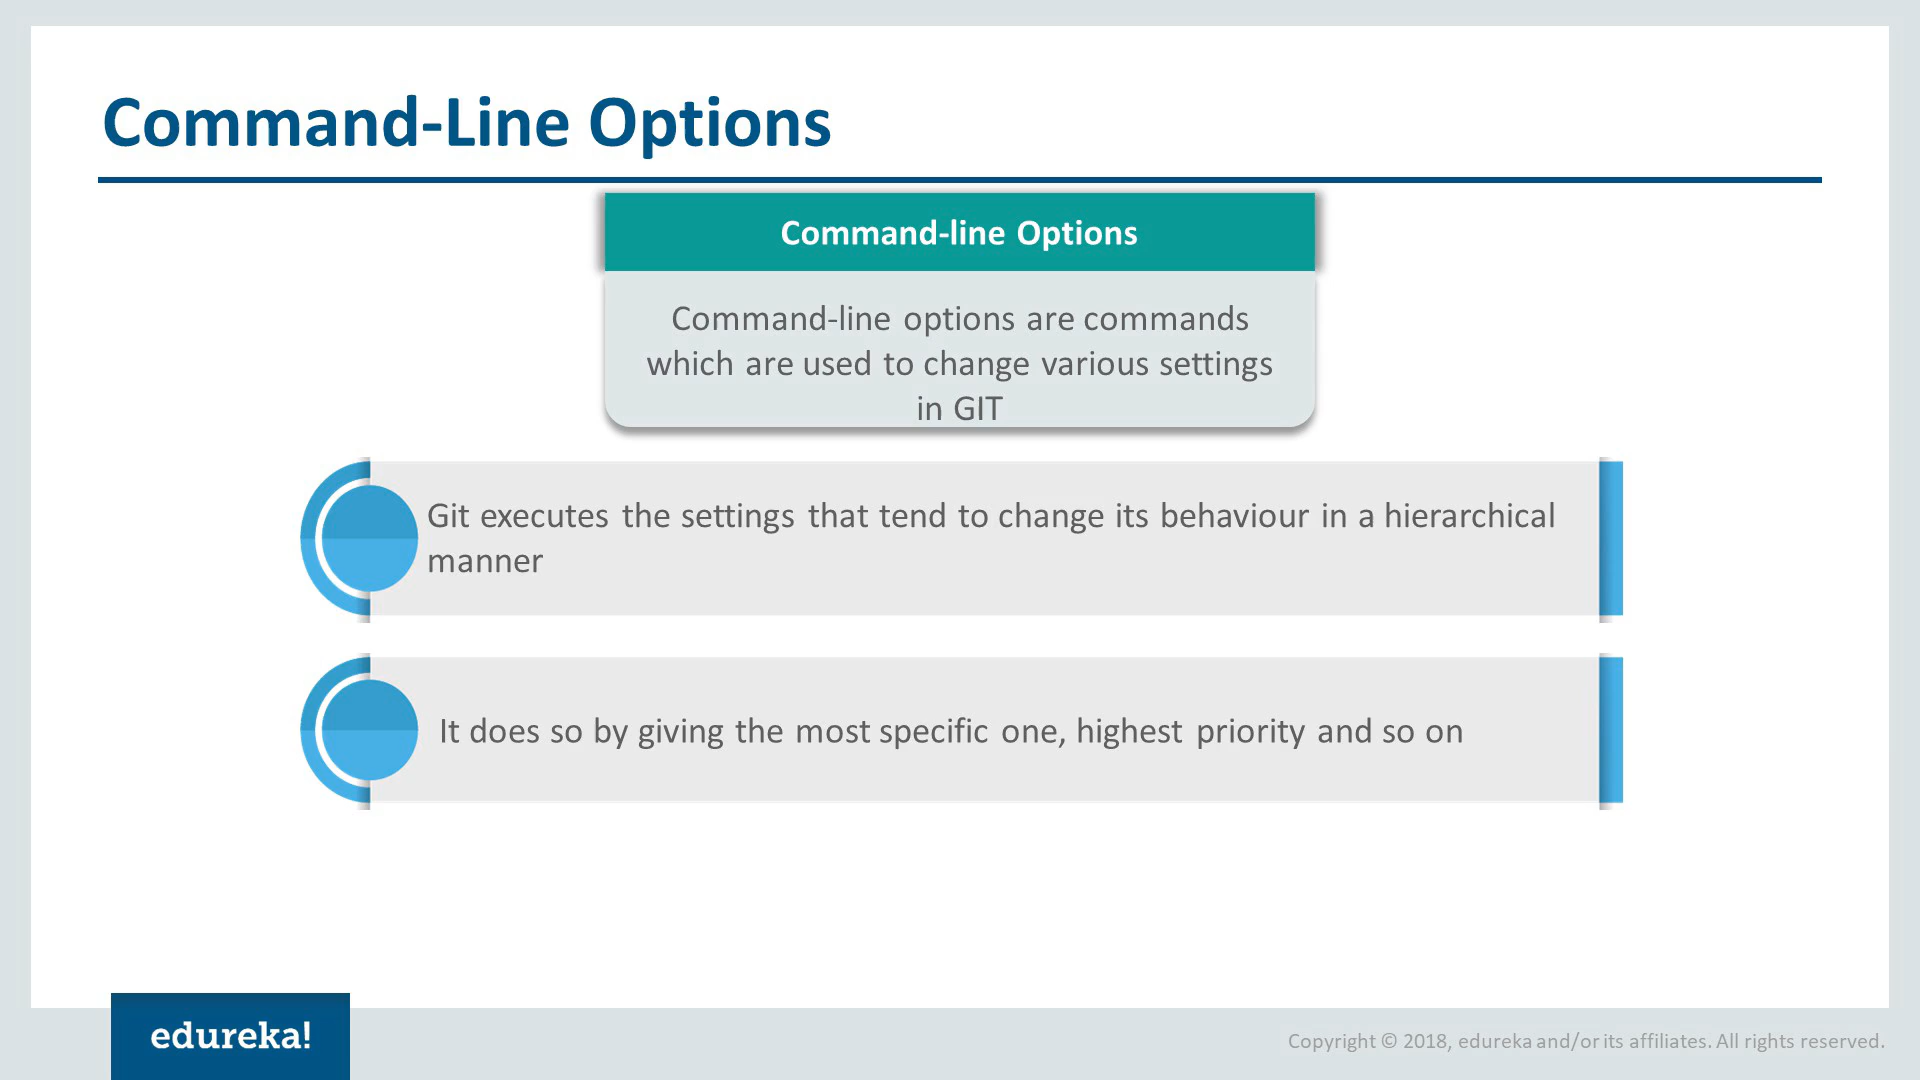 Command-Line Options
Command-line Options
Command-line options are commands
which are used to change various settings
in GIT
Git executes the settings that tend to change its behaviour in a hierarchical
manner
It does so by giving the most specific one, highest priority and so on
edureka!
Copyright © 2018, edureka and/or its affiliates. All rights reserved.